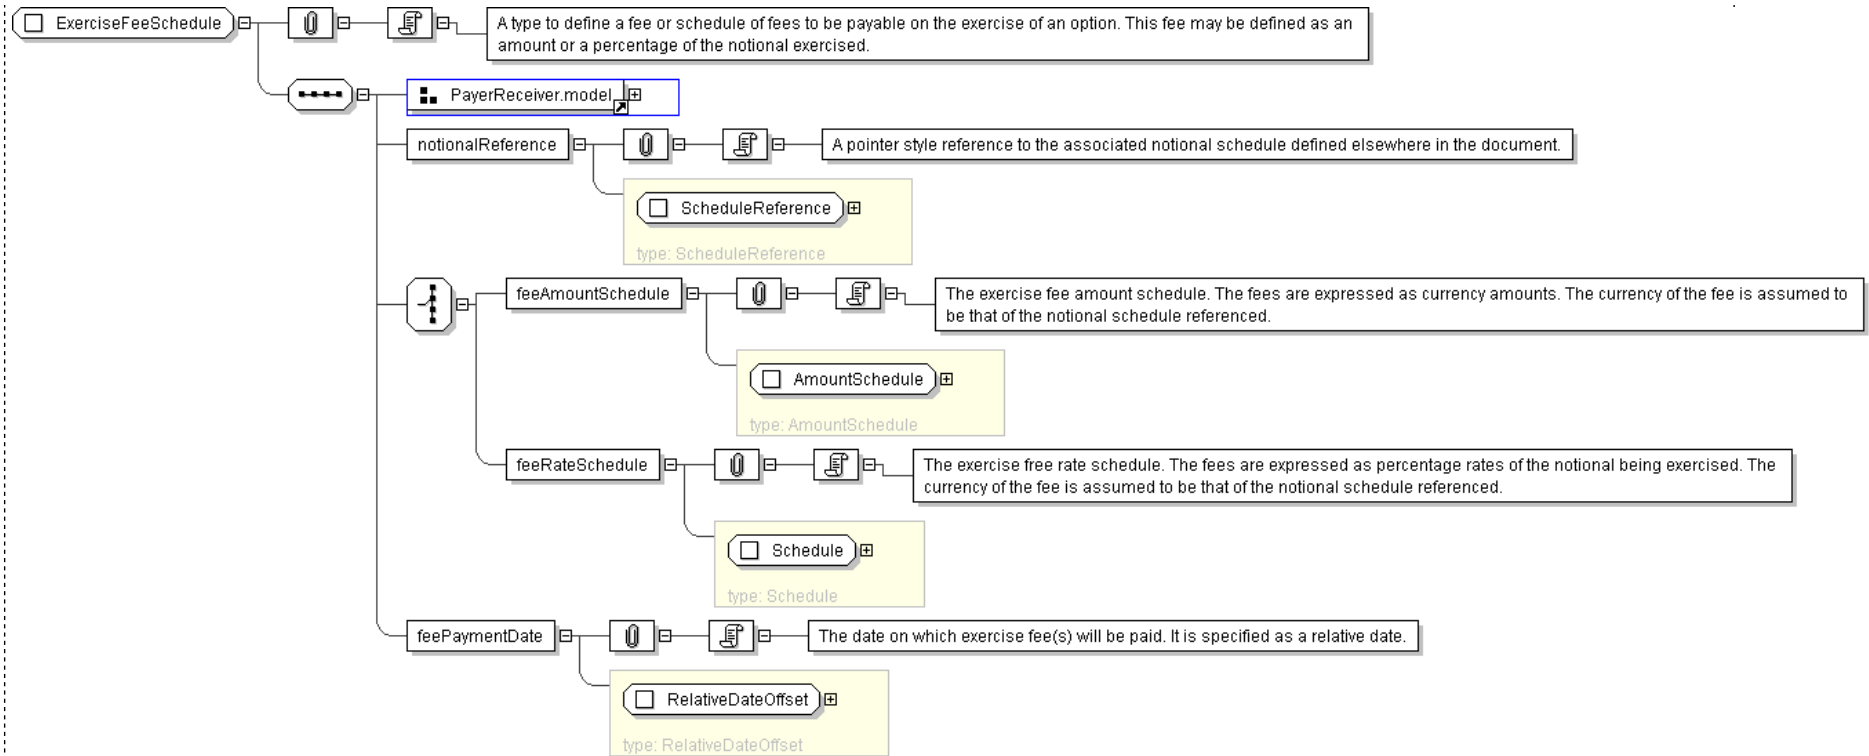 ExerciseFeeSchedule
A type to define a fee or schedule of fees to be payable on the exercise of an option. This fee may be defined as an
amount or a percentage of the notional exercised.
PayerReceiver.model
notionalReference
A pointer style reference to the associated notional schedule defined elsewhere in the document.
ScheduleReference
type: ScheduleReference
feeAmountSchedule
The exercise fee amount schedule. The fees are expressed as currency amounts. The currency of the fee is assumed to
be that of the notional schedule referenced.
AmountSchedule
type: AmountSchedule
feeRateSchedule
The exercise free rate schedule. The fees are expressed as percentage rates of the notional being exercised. The
currency of the fee is assumed to be that of the notional schedule referenced.
Schedule
type: Schedule
feePaymentDate
The date on which exercise fee(s) will be paid. It is specified as a relative date.
RelativeDateOffset
type: RelativeDateOffset